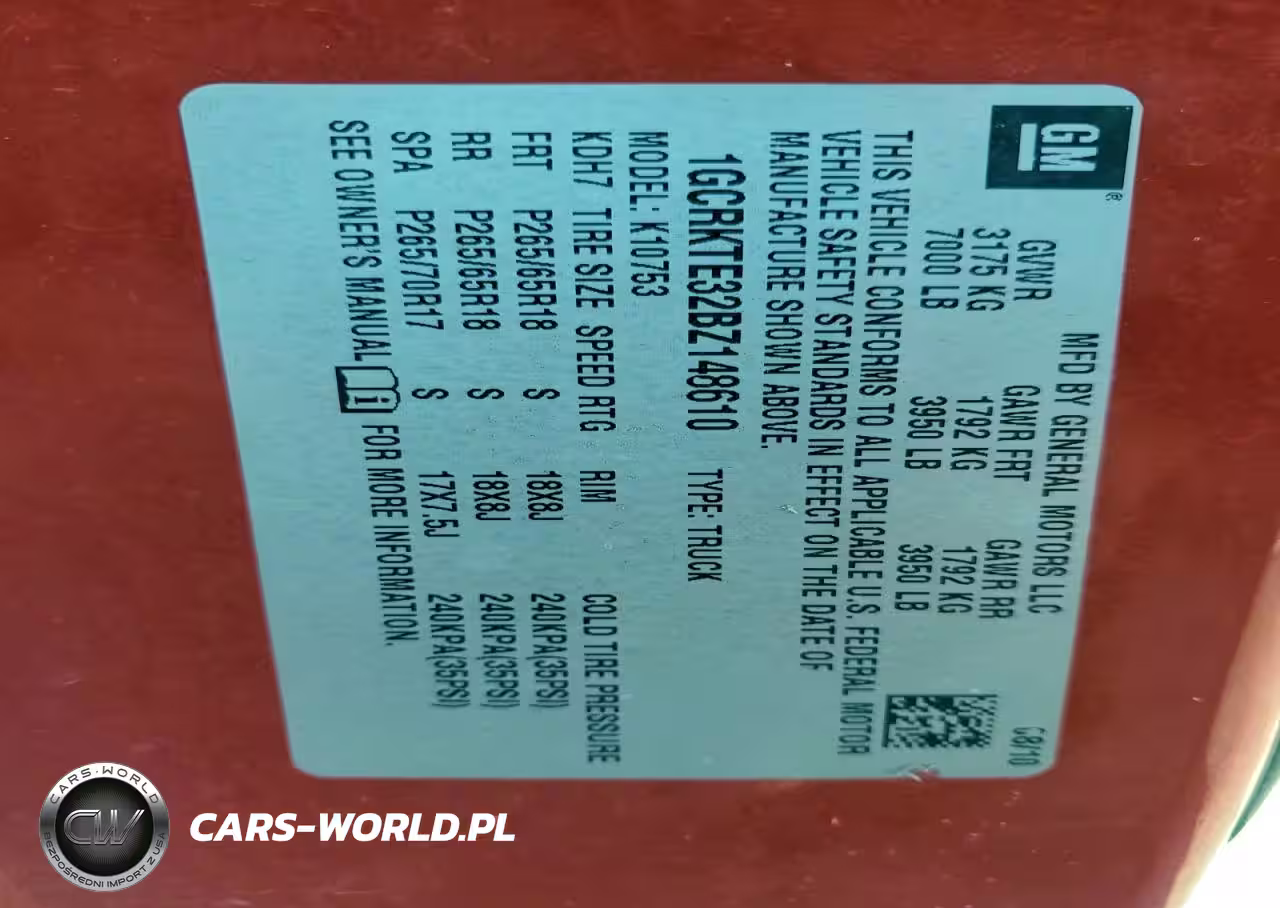 GM
®
MFD BY GENERAL MOTORS LLC
08/10
GVWR GAWR FRT GAWR RR
3175 KG 1792 KG 1792 KG
7000 LB 3950 LB 3950 LB
THIS VEHICLE CONFORMS TO ALL APPLICABLE U.S. FEDERAL MOTOR
VEHICLE SAFETY STANDARDS IN EFFECT ON THE DATE OF
MANUFACTURE SHOWN ABOVE.
1GCRKTE32BZ148610 TYPE: TRUCK
MODEL: K10753
KDH7 TIRE SIZE SPEED RTG RIM COLD TIRE PRESSURE
FRT P265/65R18 S 18X8J 240KPA(35PSI)
RR P265/65R18 S 18X8J 240KPA(35PSI)
SPA P265/70R17 S 17X7.5J 240KPA(35PSI)
SEE OWNER'S MANUAL i FOR MORE INFORMATION.
CARS-WORLD
CW
BEZPOŚREDNI IMPORT Z USA
CARS-WORLD.PL